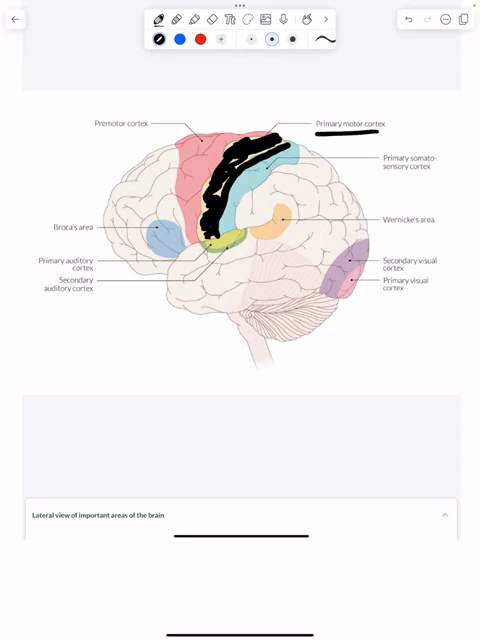 Premotor cortex
Primary motor cortex
Primary somato-
sensory cortex
Broca's area
Wernicke's area
Primary auditory
cortex
Secondary
auditory cortex
Secondary visual
cortex
Primary visual
cortex
Lateral view of important areas of the brain